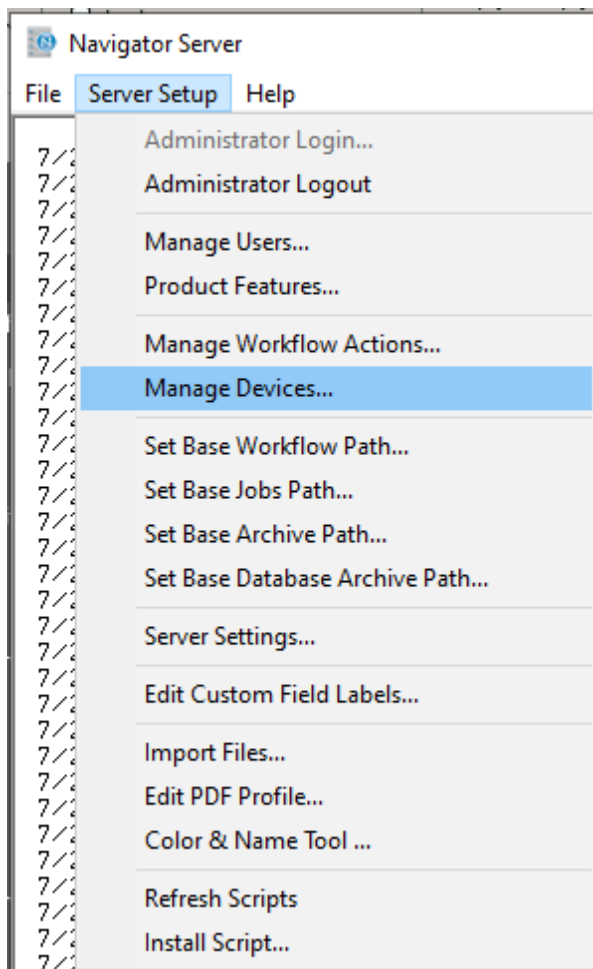 Navigator Server
File Server Setup Help
Administrator Login...
Administrator Logout
Manage Users...
Product Features...
Manage Workflow Actions...
Manage Devices...
Set Base Workflow Path...
Set Base Jobs Path...
Set Base Archive Path...
Set Base Database Archive Path...
Server Settings...
Edit Custom Field Labels...
Import Files...
Edit PDF Profile...
Color & Name Tool ...
Refresh Scripts
Install Script...